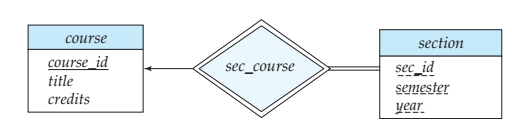 course
course_id
title
credits
sec_course
section
sec_id
semester
year